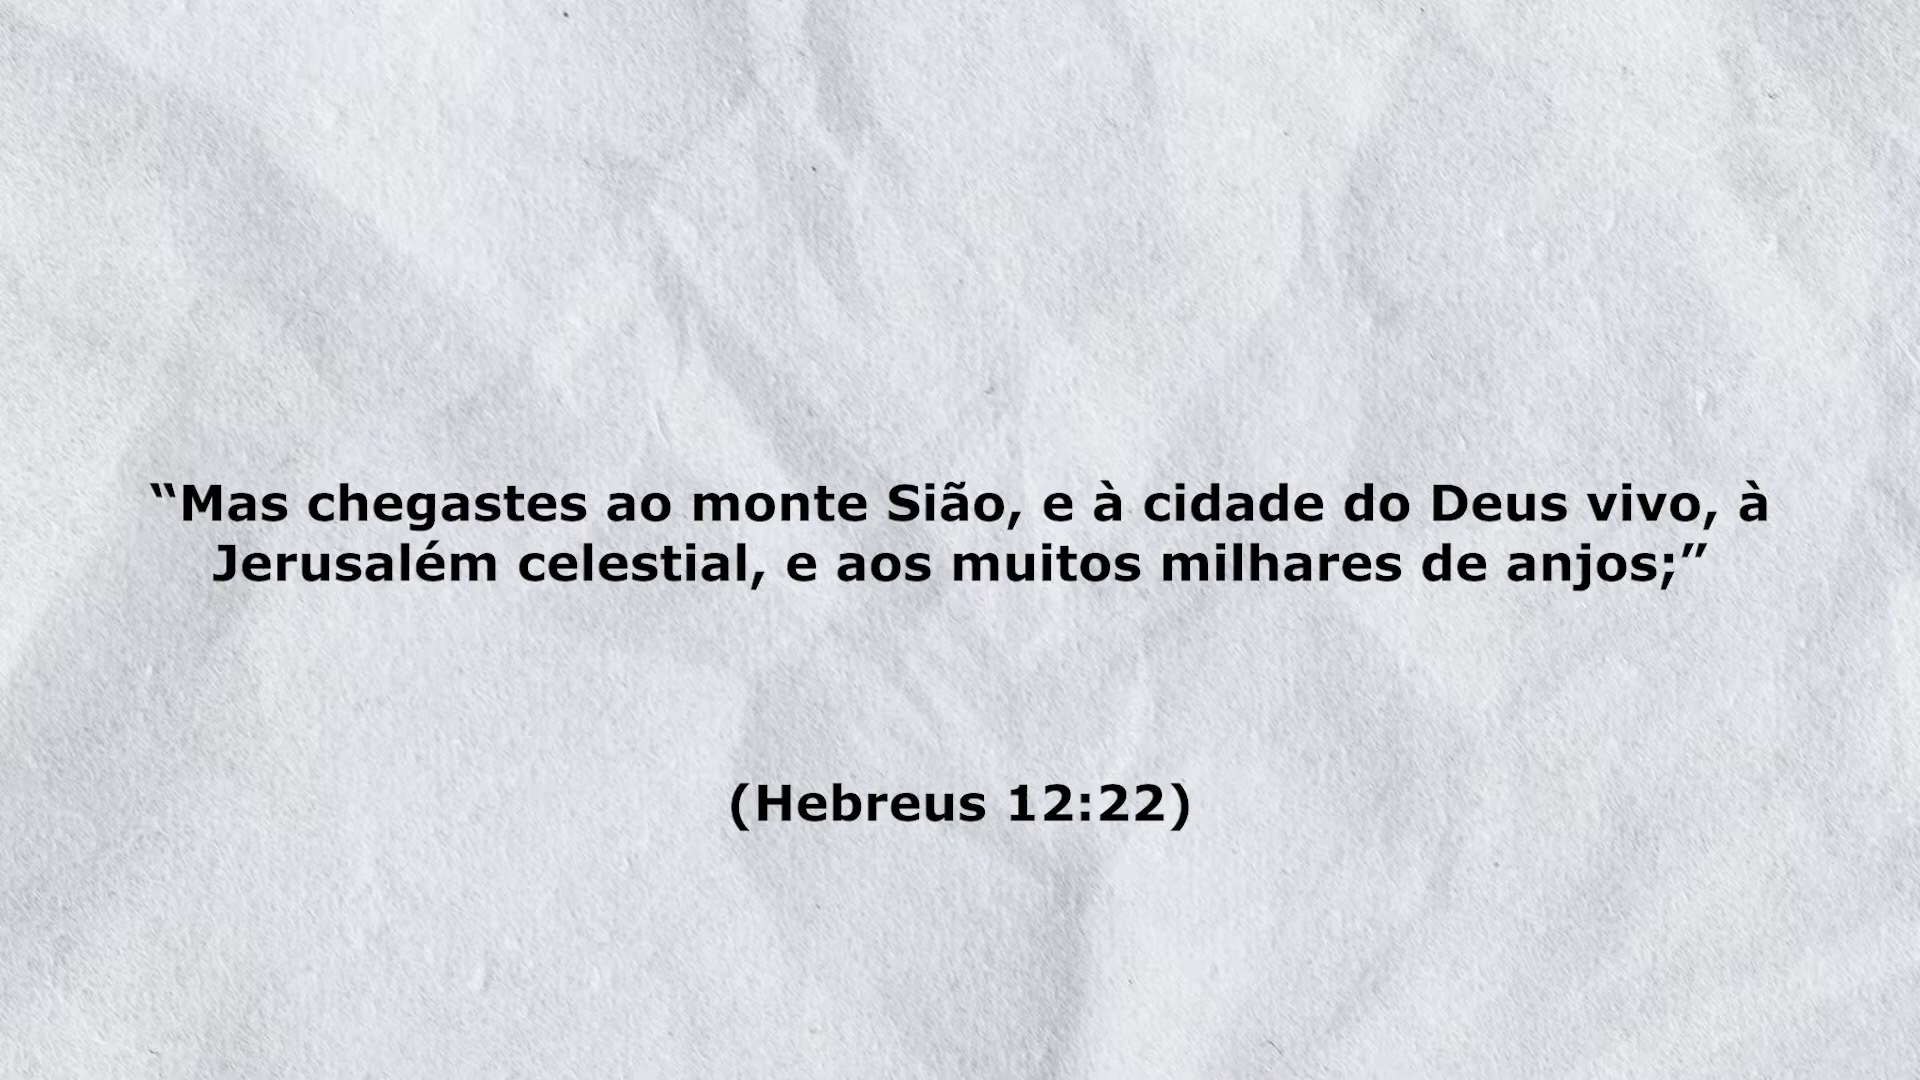 “Mas chegastes ao monte Sião, e à cidade do Deus vivo, à
Jerusalém celestial, e aos muitos milhares de anjos;”
(Hebreus 12:22)